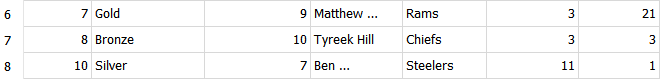 6 7 Gold 9 Matthew ... Rams 3 21
7 8 Bronze 10 Tyreek Hill Chiefs 3 3
8 10 Silver 7 Ben ... Steelers 11 1